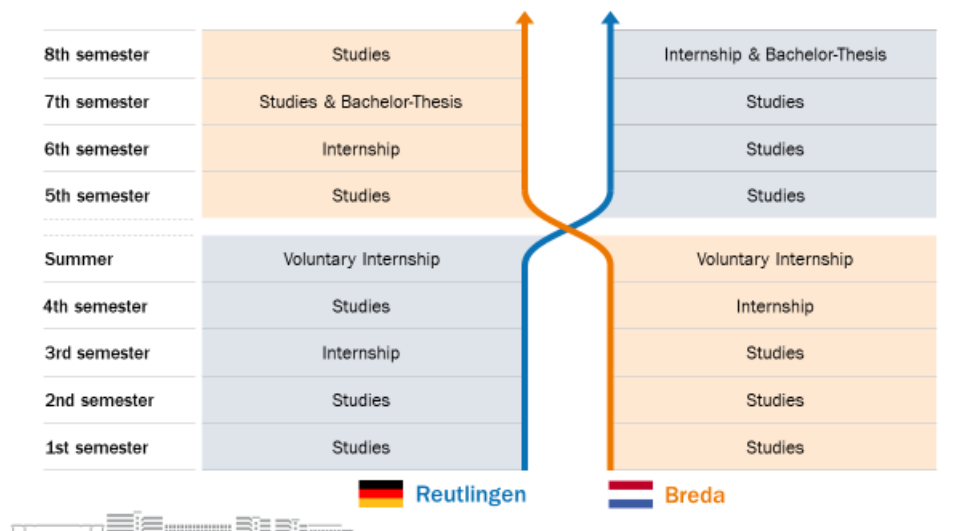 8th semester Studies Internship & Bachelor-Thesis
7th semester Studies & Bachelor-Thesis Studies
6th semester Internship Studies
5th semester Studies Studies
Summer Voluntary Internship Voluntary Internship
4th semester Studies Internship
3rd semester Internship Studies
2nd semester Studies Studies
1st semester Studies Studies
Reutlingen Breda